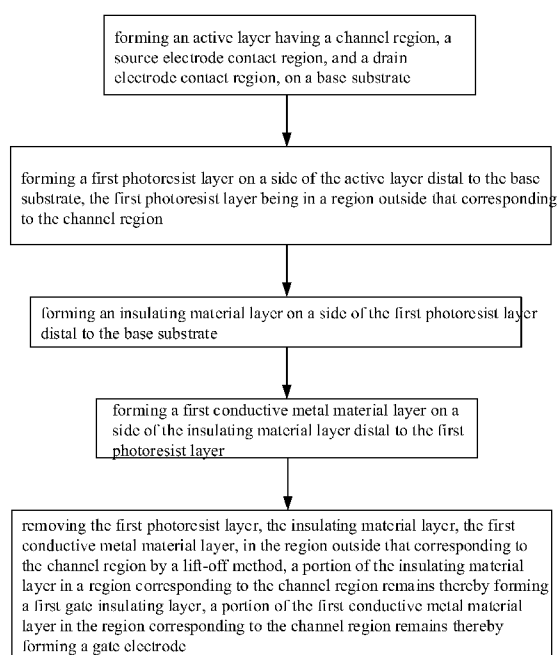 forming an active layer having a channel region, a
source electrode contact region, and a drain
electrode contact region, on a base substrate
forming a first photoresist layer on a side of the active layer distal to the base
substrate, the first photoresist layer being in a region outside that corresponding
to the channel region
forming an insulating material layer on a side of the first photoresist layer
distal to the base substrate
forming a first conductive metal material layer on a
side of the insulating material layer distal to the first
photoresist layer
removing the first photoresist layer, the insulating material layer, the first
conductive metal material layer, in the region outside that corresponding to
the channel region by a lift-off method, a portion of the insulating material
layer in a region corresponding to the channel region remains thereby forming
a first gate insulating layer, a portion of the first conductive metal material
layer in the region corresponding to the channel region remains thereby
forming a gate electrode